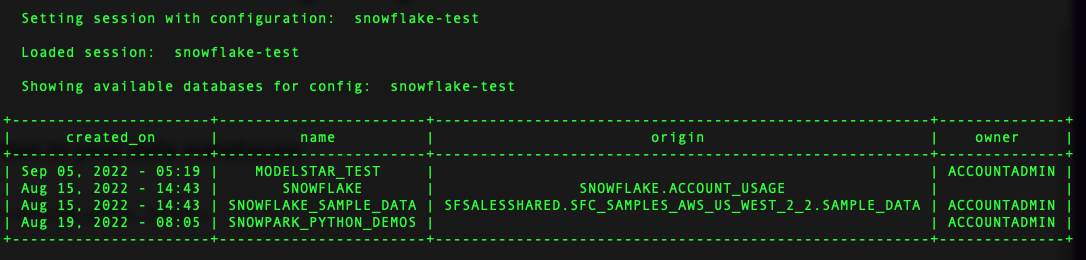 Setting session with configuration:  snowflake-test
Loaded session:  snowflake-test
Showing available databases for config:  snowflake-test
+----------------------+-----------------------+-------------------------------------------------------+--------------+
|      created_on      |         name          |                        origin                         |    owner     |
+----------------------+-----------------------+-------------------------------------------------------+--------------+
| Sep 05, 2022 - 05:19 |     MODELSTAR_TEST    |                                                       | ACCOUNTADMIN |
| Aug 15, 2022 - 14:43 |       SNOWFLAKE       |                SNOWFLAKE.ACCOUNT_USAGE                |              |
| Aug 15, 2022 - 14:43 | SNOWFLAKE_SAMPLE_DATA | SFSALESSHARED.SFC_SAMPLES_AWS_US_WEST_2_2.SAMPLE_DATA | ACCOUNTADMIN |
| Aug 19, 2022 - 08:05 | SNOWPARK_PYTHON_DEMOS |                                                       | ACCOUNTADMIN |
+----------------------+-----------------------+-------------------------------------------------------+--------------+